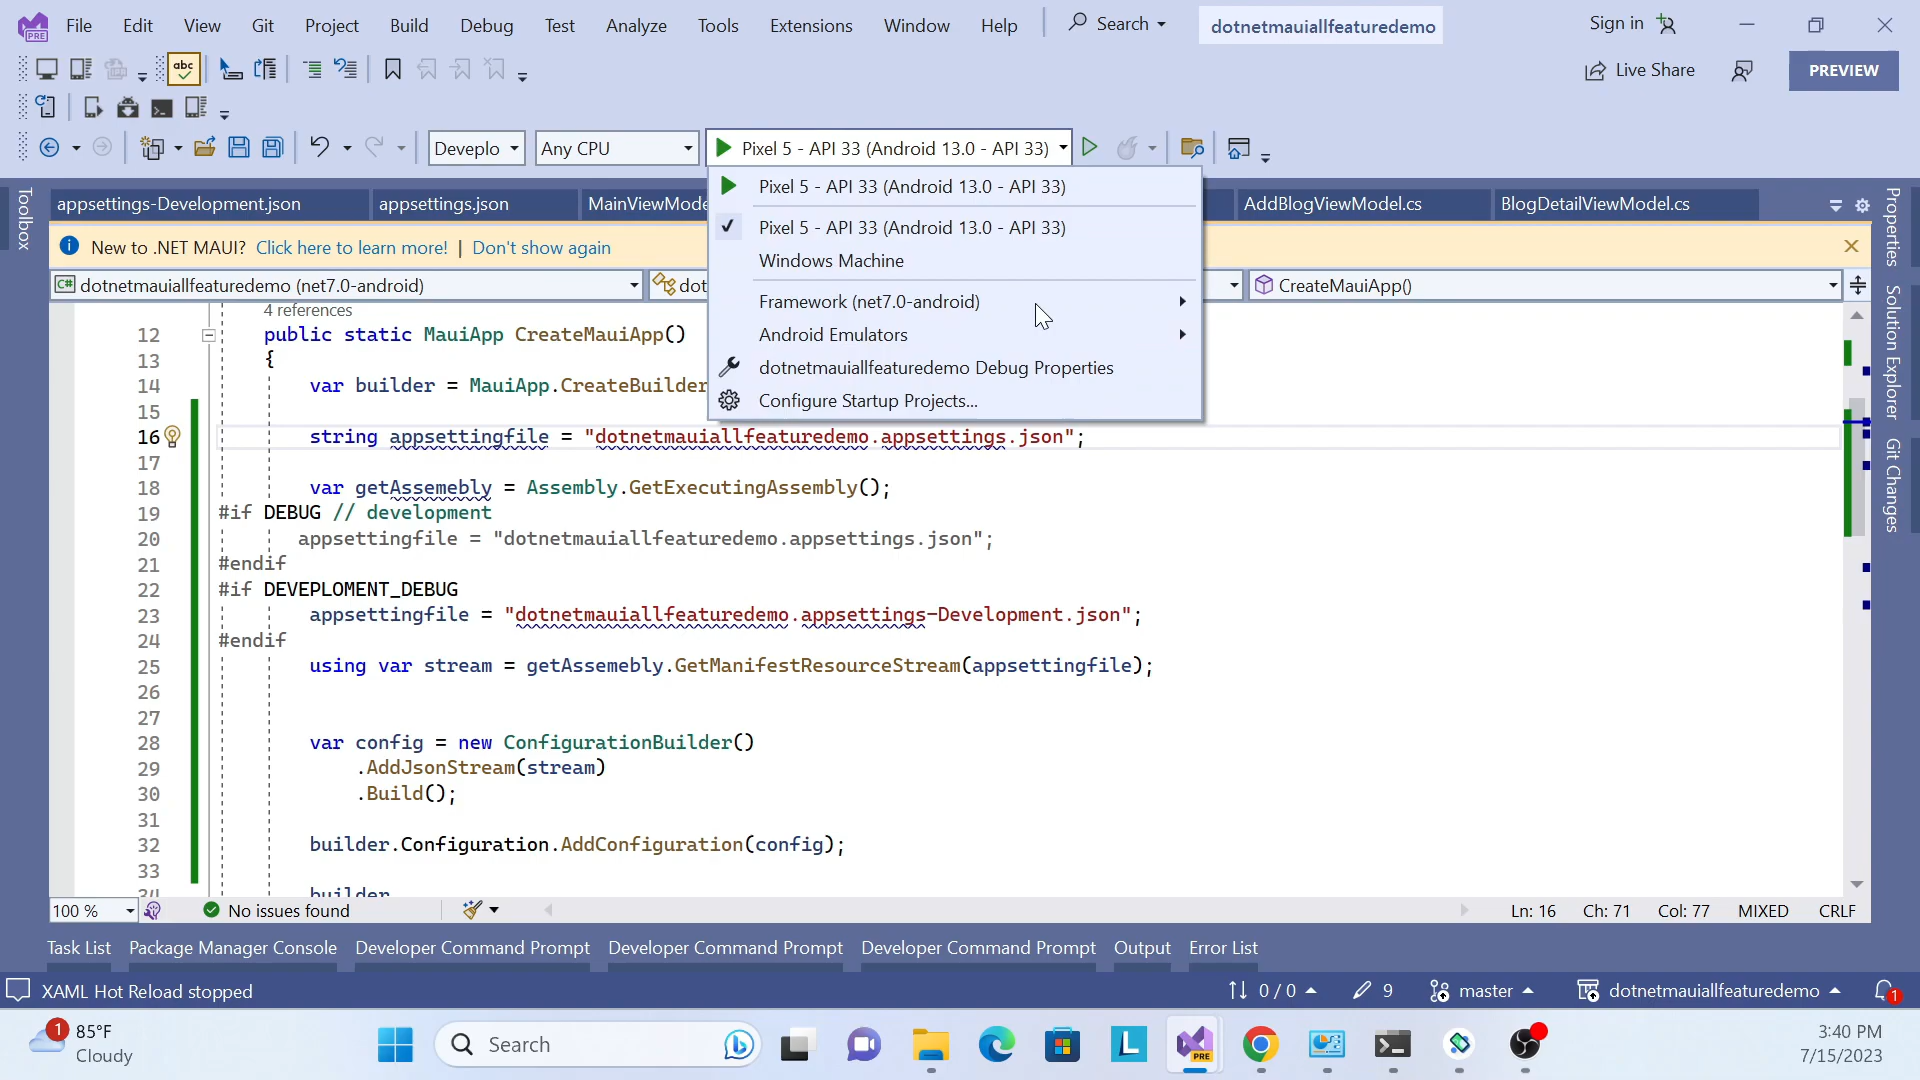 File Edit View Git Project Build Debug Test Analyze Tools Extensions Window Help Search dotnetmauiallfeaturedemo Sign in
PRE
abc
Live Share PREVIEW
Develop Any CPU Pixel 5 - API 33 (Android 13.0 - API 33)
Pixel 5 - API 33 (Android 13.0 - API 33)
Toolbox
appsettings-Development.json appsettings.json MainViewMode AddBlogViewModel.cs BlogDetailViewModel.cs
Properties
Pixel 5 - API 33 (Android 13.0 - API 33)
New to .NET MAUI? Click here to learn more! | Don't show again
Windows Machine
C# dotnetmauiallfeaturedemo (net7.0-android) dot CreateMauiApp()
Framework (net7.0-android)
Android Emulators
dotnetmauiallfeaturedemo Debug Properties
Configure Startup Projects...
Solution Explorer
Git Changes
4 references
12 public static MauiApp CreateMauiApp()
13 {
14 var builder = MauiApp.CreateBuilder
15
16 string appsettingfile = "dotnetmauiallfeaturedemo.appsettings.json";
17
18 var getAssemebly = Assembly.GetExecutingAssembly();
19 #if DEBUG // development
20 appsettingfile = "dotnetmauiallfeaturedemo.appsettings.json";
21 #endif
22 #if DEVEPLOMENT_DEBUG
23 appsettingfile = "dotnetmauiallfeaturedemo.appsettings-Development.json";
24 #endif
25 using var stream = getAssemebly.GetManifestResourceStream(appsettingfile);
26
27
28 var config = new ConfigurationBuilder()
29 .AddJsonStream(stream)
30 .Build();
31
32 builder.Configuration.AddConfiguration(config);
33
34 builder
100 % No issues found Ln: 16 Ch: 71 Col: 77 MIXED CRLF
Task List Package Manager Console Developer Command Prompt Developer Command Prompt Developer Command Prompt Output Error List
XAML Hot Reload stopped 0 / 0 9 master dotnetmauiallfeaturedemo 1
1 85°F
Cloudy
Search
L
PRE
3:40 PM
7/15/2023